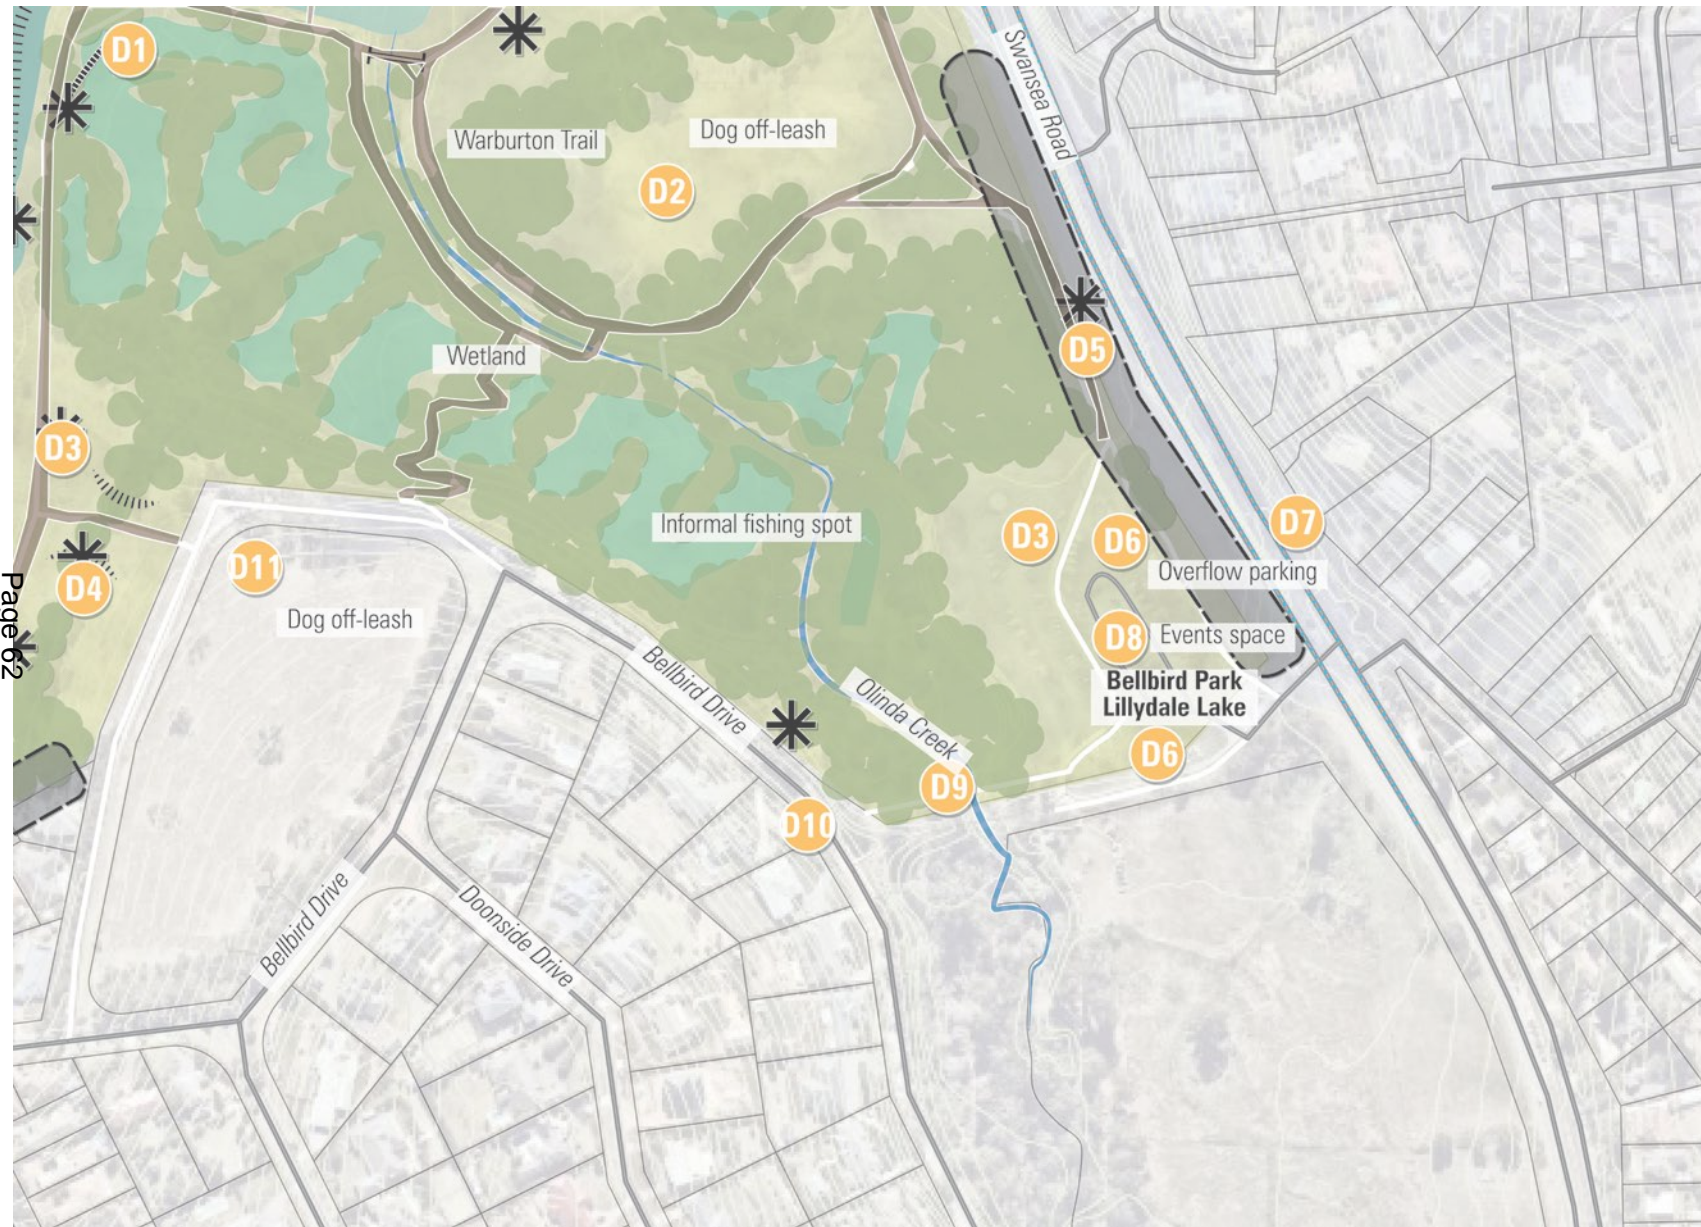 D1
Swansea Road
Warburton Trail
Dog off-leash
D2
D5
Wetland
D3
D7
Informal fishing spot
D3
D6
D11
Overflow parking
D4
Dog off-leash
D8
Events space
Page 62
Bellbird Drive
Bellbird Park
Lillydale Lake
Olinda Creek
D6
D9
D10
Bellbird Drive
Doonside Drive